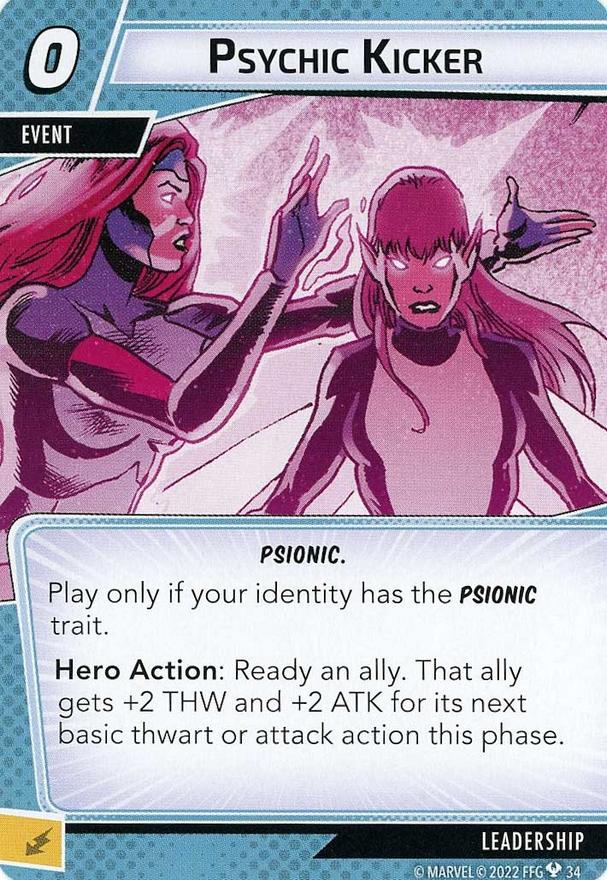 0
PSYCHIC KICKER
EVENT
PSIONIC.
Play only if your identity has the PSIONIC
trait.
Hero Action: Ready an ally. That ally
gets +2 THW and +2 ATK for its next
basic thwart or attack action this phase.
LEADERSHIP
© MARVEL © 2022 FFG 34